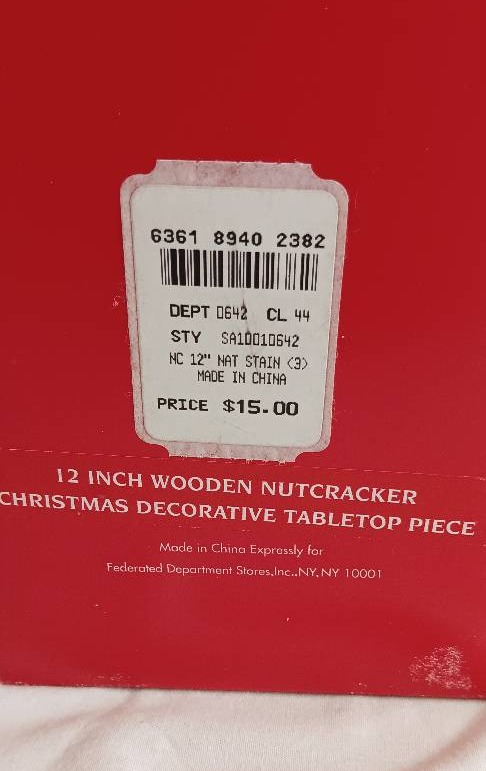 6361 8940 2382
DEPT 0642 CL 44
STY SA10010642
NC 12" NAT STAIN <3>
MADE IN CHINA
PRICE $15.00
12 INCH WOODEN NUTCRACKER
CHRISTMAS DECORATIVE TABLETOP PIECE
Made in China Expressly for
Federated Department Stores,Inc.,NY,NY 10001